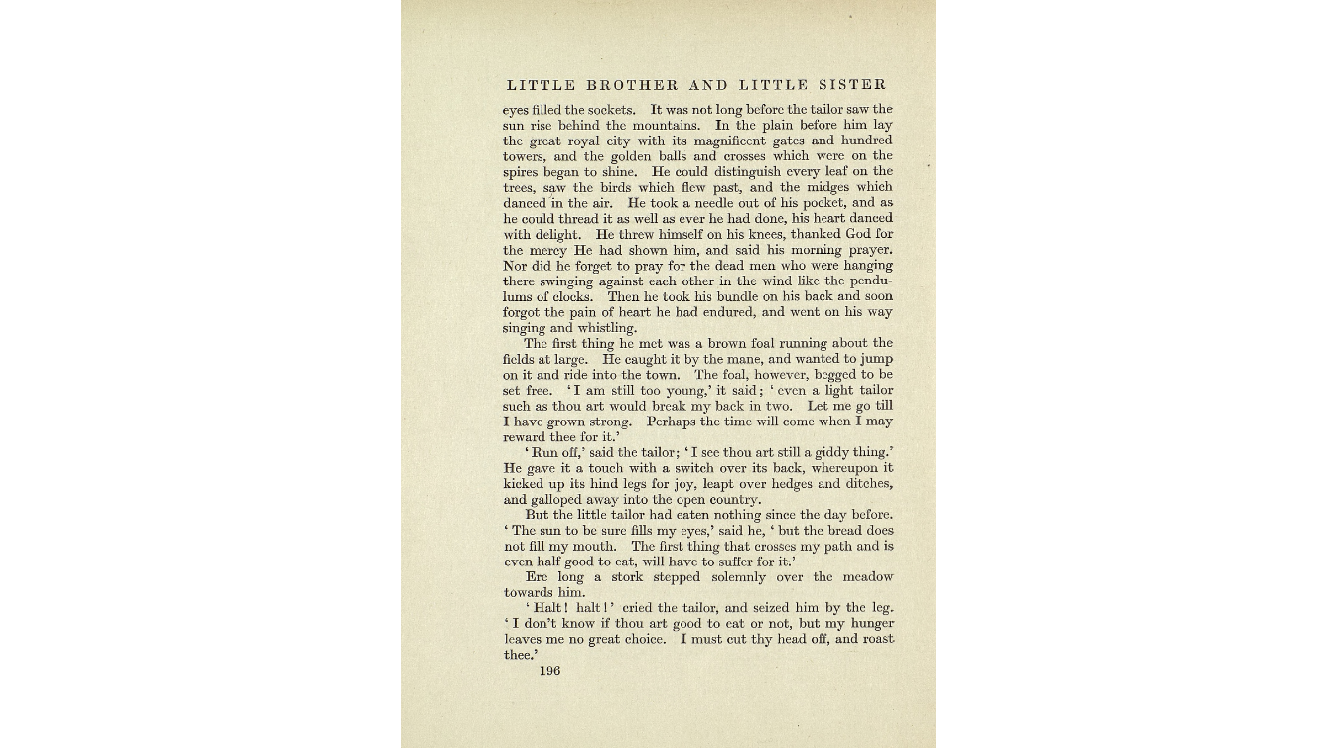 LITTLE BROTHER AND LITTLE SISTER
eyes filled the sockets. It was not long before the tailor saw the
sun rise behind the mountains. In the plain before him lay
the great royal city with its magnificent gates and hundred
towers, and the golden balls and crosses which were on the
spires began to shine. He could distinguish every leaf on the
trees, saw the birds which flew past, and the midges which
danced in the air. He took a needle out of his pocket, and as
he could thread it as well as ever he had done, his heart danced
with delight. He threw himself on his knees, thanked God for
the mercy He had shown him, and said his morning prayer.
Nor did he forget to pray for the dead men who were hanging
there swinging against each other in the wind like the pendu-
lums of clocks. Then he took his bundle on his back and soon
forgot the pain of heart he had endured, and went on his way
singing and whistling.
The first thing he met was a brown foal running about the
fields at large. He caught it by the mane, and wanted to jump
on it and ride into the town. The foal, however, begged to be
set free. ‘I am still too young,’ it said; ‘even a light tailor
such as thou art would break my back in two. Let me go till
I have grown strong. Perhaps the time will come when I may
reward thee for it.’
‘Run off,’ said the tailor; ‘I see thou art still a giddy thing.’
He gave it a touch with a switch over its back, whereupon it
kicked up its hind legs for joy, leapt over hedges and ditches,
and galloped away into the open country.
But the little tailor had eaten nothing since the day before.
‘The sun to be sure fills my eyes,’ said he, ‘but the bread does
not fill my mouth. The first thing that crosses my path and is
even half good to eat, will have to suffer for it.’
Ere long a stork stepped solemnly over the meadow
towards him.
‘Halt! halt!’ cried the tailor, and seized him by the leg.
‘I don’t know if thou art good to eat or not, but my hunger
leaves me no great choice. I must cut thy head off, and roast
thee.’
196